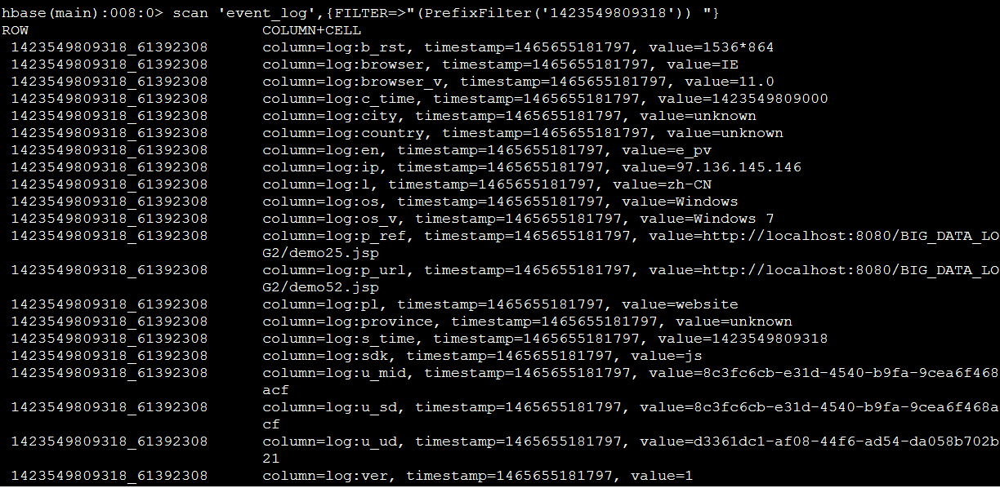 hbase(main):008:0> scan 'event_log',{FILTER=>"(PrefixFilter('1423549809318')) "}
ROW                          COLUMN+CELL
 1423549809318_61392308      column=log:b_rst, timestamp=1465655181797, value=1536*864
 1423549809318_61392308      column=log:browser, timestamp=1465655181797, value=IE
 1423549809318_61392308      column=log:browser_v, timestamp=1465655181797, value=11.0
 1423549809318_61392308      column=log:c_time, timestamp=1465655181797, value=1423549809000
 1423549809318_61392308      column=log:city, timestamp=1465655181797, value=unknown
 1423549809318_61392308      column=log:country, timestamp=1465655181797, value=unknown
 1423549809318_61392308      column=log:en, timestamp=1465655181797, value=e_pv
 1423549809318_61392308      column=log:ip, timestamp=1465655181797, value=97.136.145.146
 1423549809318_61392308      column=log:l, timestamp=1465655181797, value=zh-CN
 1423549809318_61392308      column=log:os, timestamp=1465655181797, value=Windows
 1423549809318_61392308      column=log:os_v, timestamp=1465655181797, value=Windows 7
 1423549809318_61392308      column=log:p_ref, timestamp=1465655181797, value=http://localhost:8080/BIG_DATA_LO
                             G2/demo25.jsp
 1423549809318_61392308      column=log:p_url, timestamp=1465655181797, value=http://localhost:8080/BIG_DATA_LO
                             G2/demo52.jsp
 1423549809318_61392308      column=log:pl, timestamp=1465655181797, value=website
 1423549809318_61392308      column=log:province, timestamp=1465655181797, value=unknown
 1423549809318_61392308      column=log:s_time, timestamp=1465655181797, value=1423549809318
 1423549809318_61392308      column=log:sdk, timestamp=1465655181797, value=js
 1423549809318_61392308      column=log:u_mid, timestamp=1465655181797, value=8c3fc6cb-e31d-4540-b9fa-9cea6f468
                             acf
 1423549809318_61392308      column=log:u_sd, timestamp=1465655181797, value=8c3fc6cb-e31d-4540-b9fa-9cea6f468a
                             cf
 1423549809318_61392308      column=log:u_ud, timestamp=1465655181797, value=d3361dc1-af08-44f6-ad54-da058b702b
                             21
 1423549809318_61392308      column=log:ver, timestamp=1465655181797, value=1